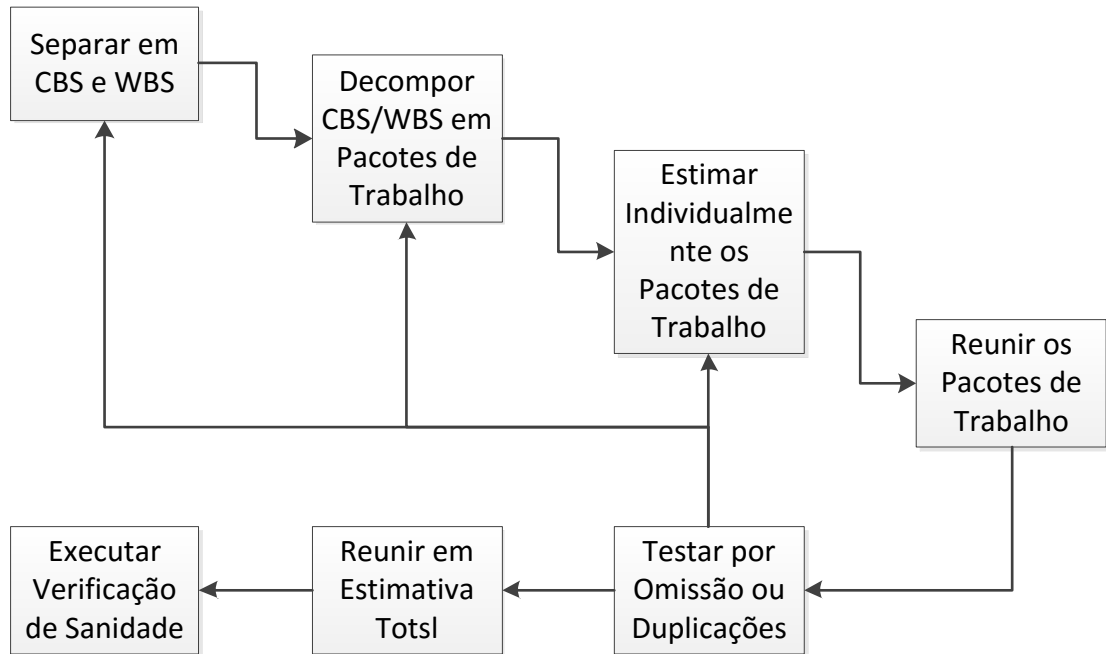 Separar em
CBS e WBS
Decompor
CBS/WBS em
Pacotes de
Trabalho
Estimar
Individualme
nte os
Pacotes de
Trabalho
Reunir os
Pacotes de
Trabalho
Executar
Verificação
de Sanidade
Reunir em
Estimativa
Totsl
Testar por
Omissão ou
Duplicações